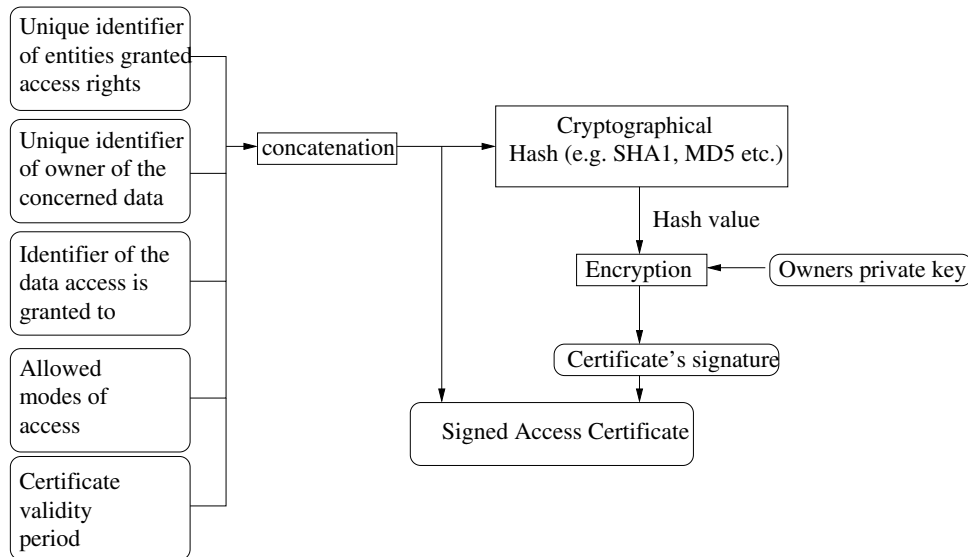 Unique identifier
of entities granted
access rights
Unique identifier
of owner of the
concerned data
Identifier of the
data access is
granted to
Allowed
modes of
access
Certificate
validity
period
concatenation
Cryptographical
Hash (e.g. SHA1, MD5 etc.)
Hash value
Encryption
Owners private key
Certificate's signature
Signed Access Certificate